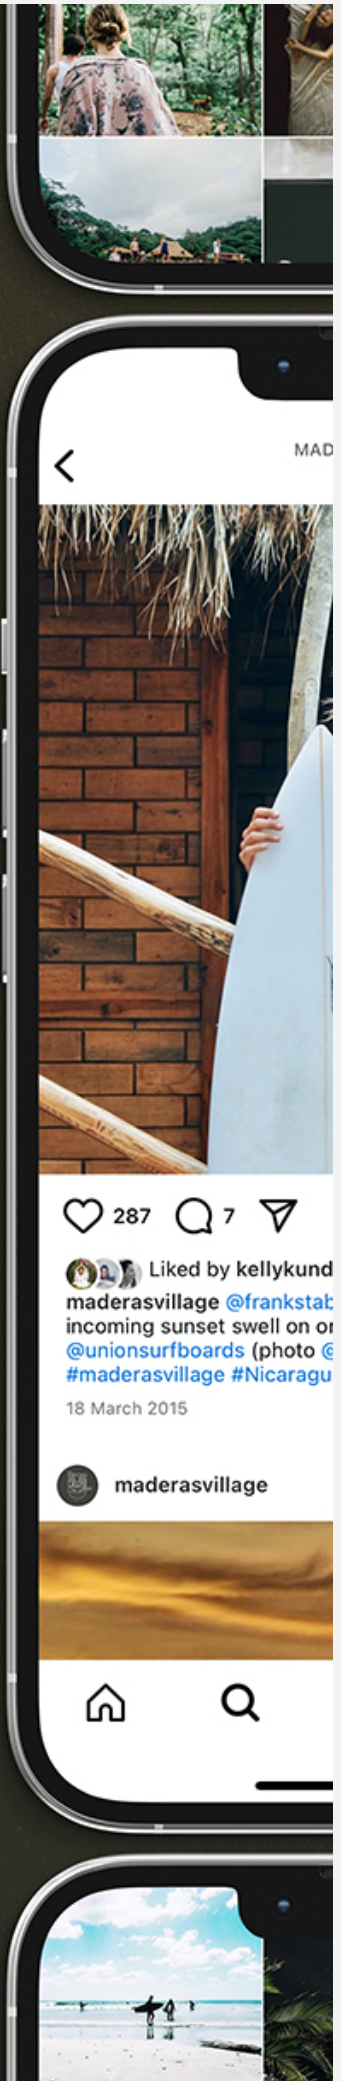 MAD
287 7
Liked by kellykund
maderasvillage @frankstab
incoming sunset swell on or
@unionsurfboards (photo @
#maderasvillage #Nicaragu
18 March 2015
maderasvillage